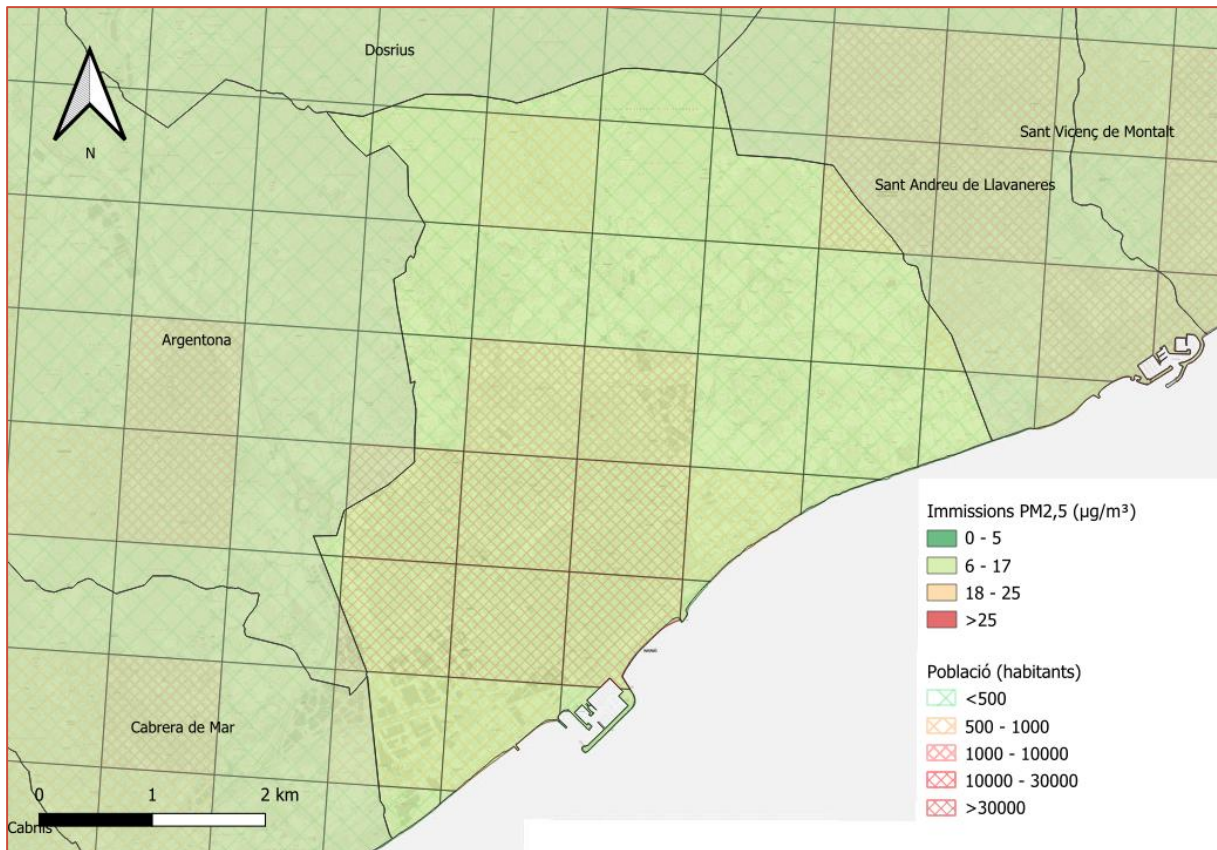 Dosrius
N
Sant Vicenç de Montalt
Sant Andreu de Llavaneres
Argentona
Cabrera de Mar
0 1 2 km
Immissions PM2,5 (µg/m³)
0 - 5
6 - 17
18 - 25
>25
Població (habitants)
<500
500 - 1000
1000 - 10000
10000 - 30000
>30000